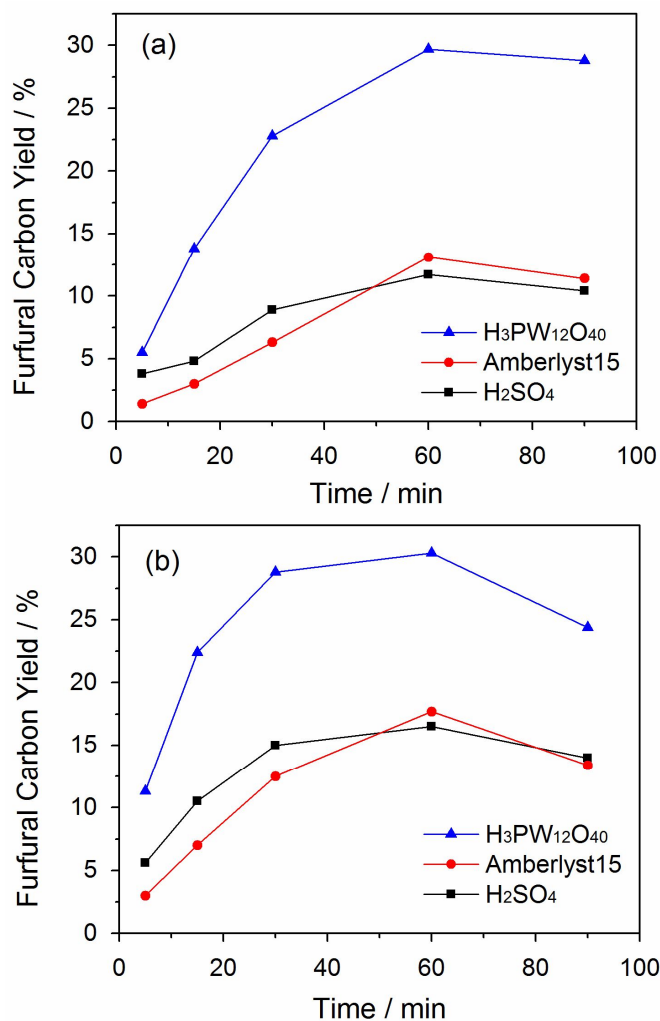 (a)
Furfural Carbon Yield / %
30
25
20
15
10
5
0
H₃PW₁₂O₄₀
Amberlyst15
H₂SO₄
0 20 40 60 80 100
Time / min
(b)
Furfural Carbon Yield / %
30
25
20
15
10
5
0
H₃PW₁₂O₄₀
Amberlyst15
H₂SO₄
0 20 40 60 80 100
Time / min